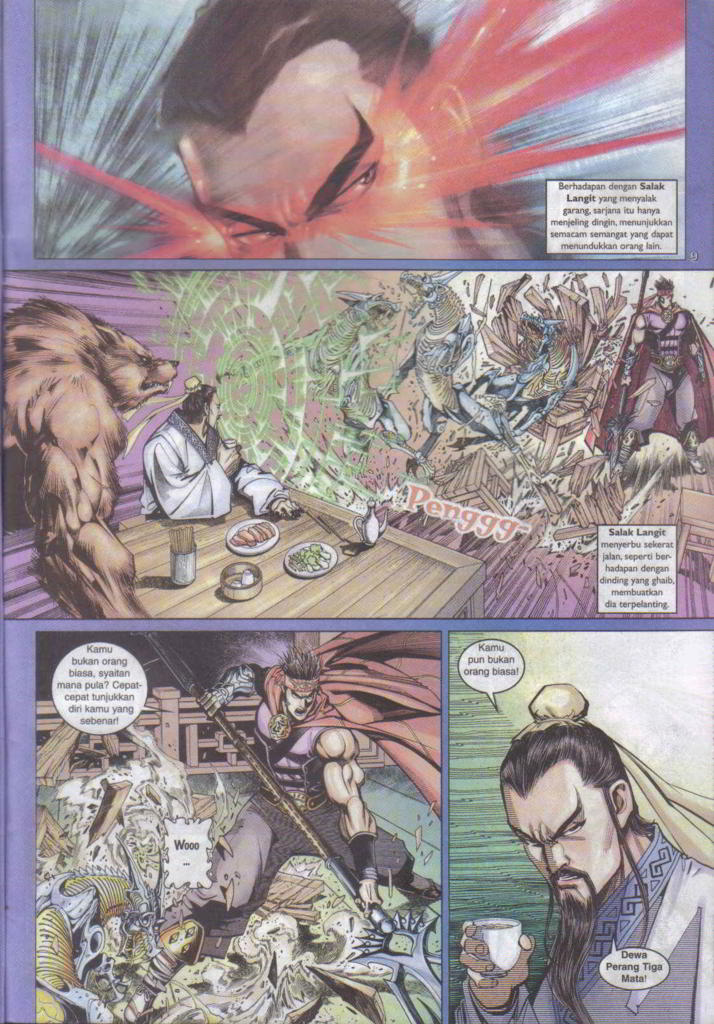 Berhadapan dengan Salak
Langit yang menyalak
garang, sarjana itu hanya
menjeling dingin, menunjukkan
semacam semangat yang dapat
menundukkan orang lain.
9
Penggg-
Salak Langit
menyerbu sekerat
jalan, seperti ber-
hadapan dengan
dinding yang ghaib,
membuatkan
dia terpelanting.
Kamu
bukan orang
biasa, syaitan
mana pula? Cepat-
cepat tunjukkan
diri kamu yang
sebenar!
Wooo
...
Kamu
pun bukan
orang biasa!
Dewa
Perang Tiga
Mata!